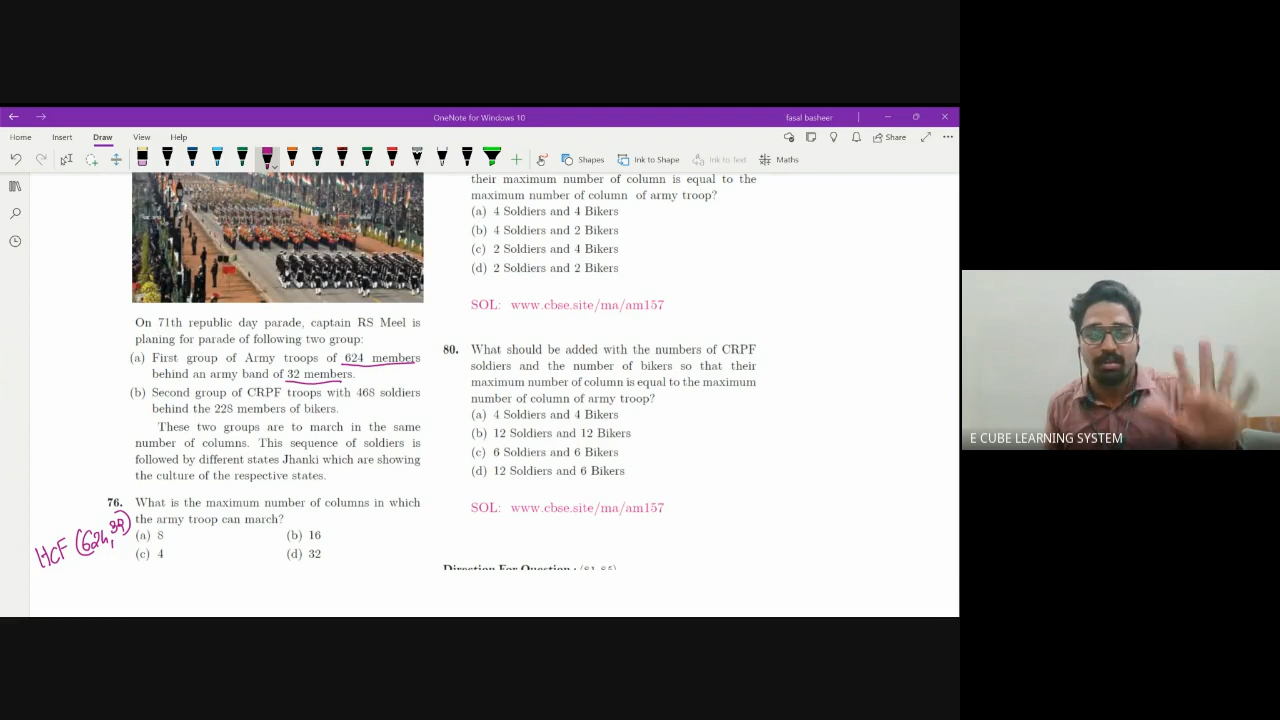 OneNote for Windows 10
fasal basheer
Home Insert Draw View Help
Share
Shapes Ink to Shape Ink to Text Maths
On 71th republic day parade, captain RS Meel is
planing for parade of following two group:
(a) First group of Army troops of 624 members
behind an army band of 32 members.
(b) Second group of CRPF troops with 468 soldiers
behind the 228 members of bikers.
These two groups are to march in the same
number of columns. This sequence of soldiers is
followed by different states Jhanki which are showing
the culture of the respective states.
76. What is the maximum number of columns in which
the army troop can march?
(a) 8 (b) 16
(c) 4 (d) 32
HCF (624, 32)
their maximum number of column is equal to the
maximum number of column of army troop?
(a) 4 Soldiers and 4 Bikers
(b) 4 Soldiers and 2 Bikers
(c) 2 Soldiers and 4 Bikers
(d) 2 Soldiers and 2 Bikers
SOL: www.cbse.site/ma/am157
80. What should be added with the numbers of CRPF
soldiers and the number of bikers so that their
maximum number of column is equal to the maximum
number of column of army troop?
(a) 4 Soldiers and 4 Bikers
(b) 12 Soldiers and 12 Bikers
(c) 6 Soldiers and 6 Bikers
(d) 12 Soldiers and 6 Bikers
SOL: www.cbse.site/ma/am157
Direction For Question : (81-85)
E CUBE LEARNING SYSTEM